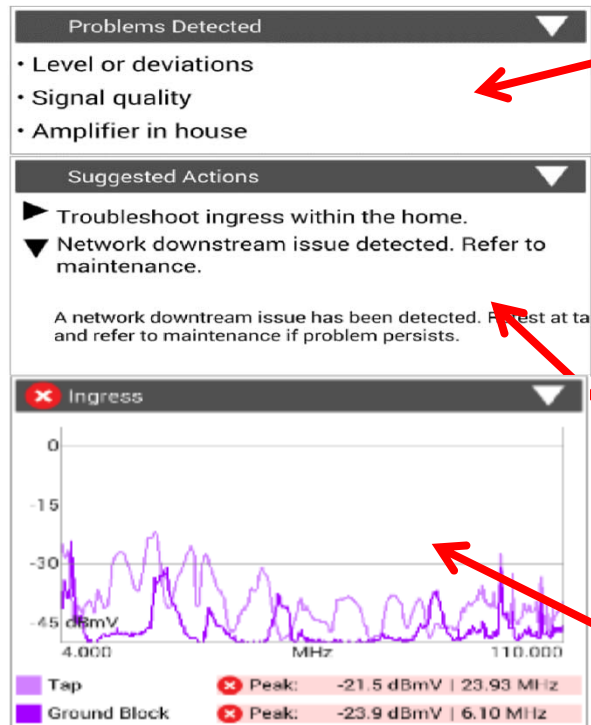 Problems Detected
• Level or deviations
• Signal quality
• Amplifier in house
Suggested Actions
Troubleshoot ingress within the home.
Network downstream issue detected. Refer to
maintenance.
A network downtream issue has been detected. at ta
and refer to maintenance if problem persists.
Ingress
0
-15
-30
-45 dBmV
4.000 MHz 110.000
Tap Peak: -21.5 dBmV | 23.93 MHz
Ground Block Peak: -23.9 dBmV | 6.10 MHz